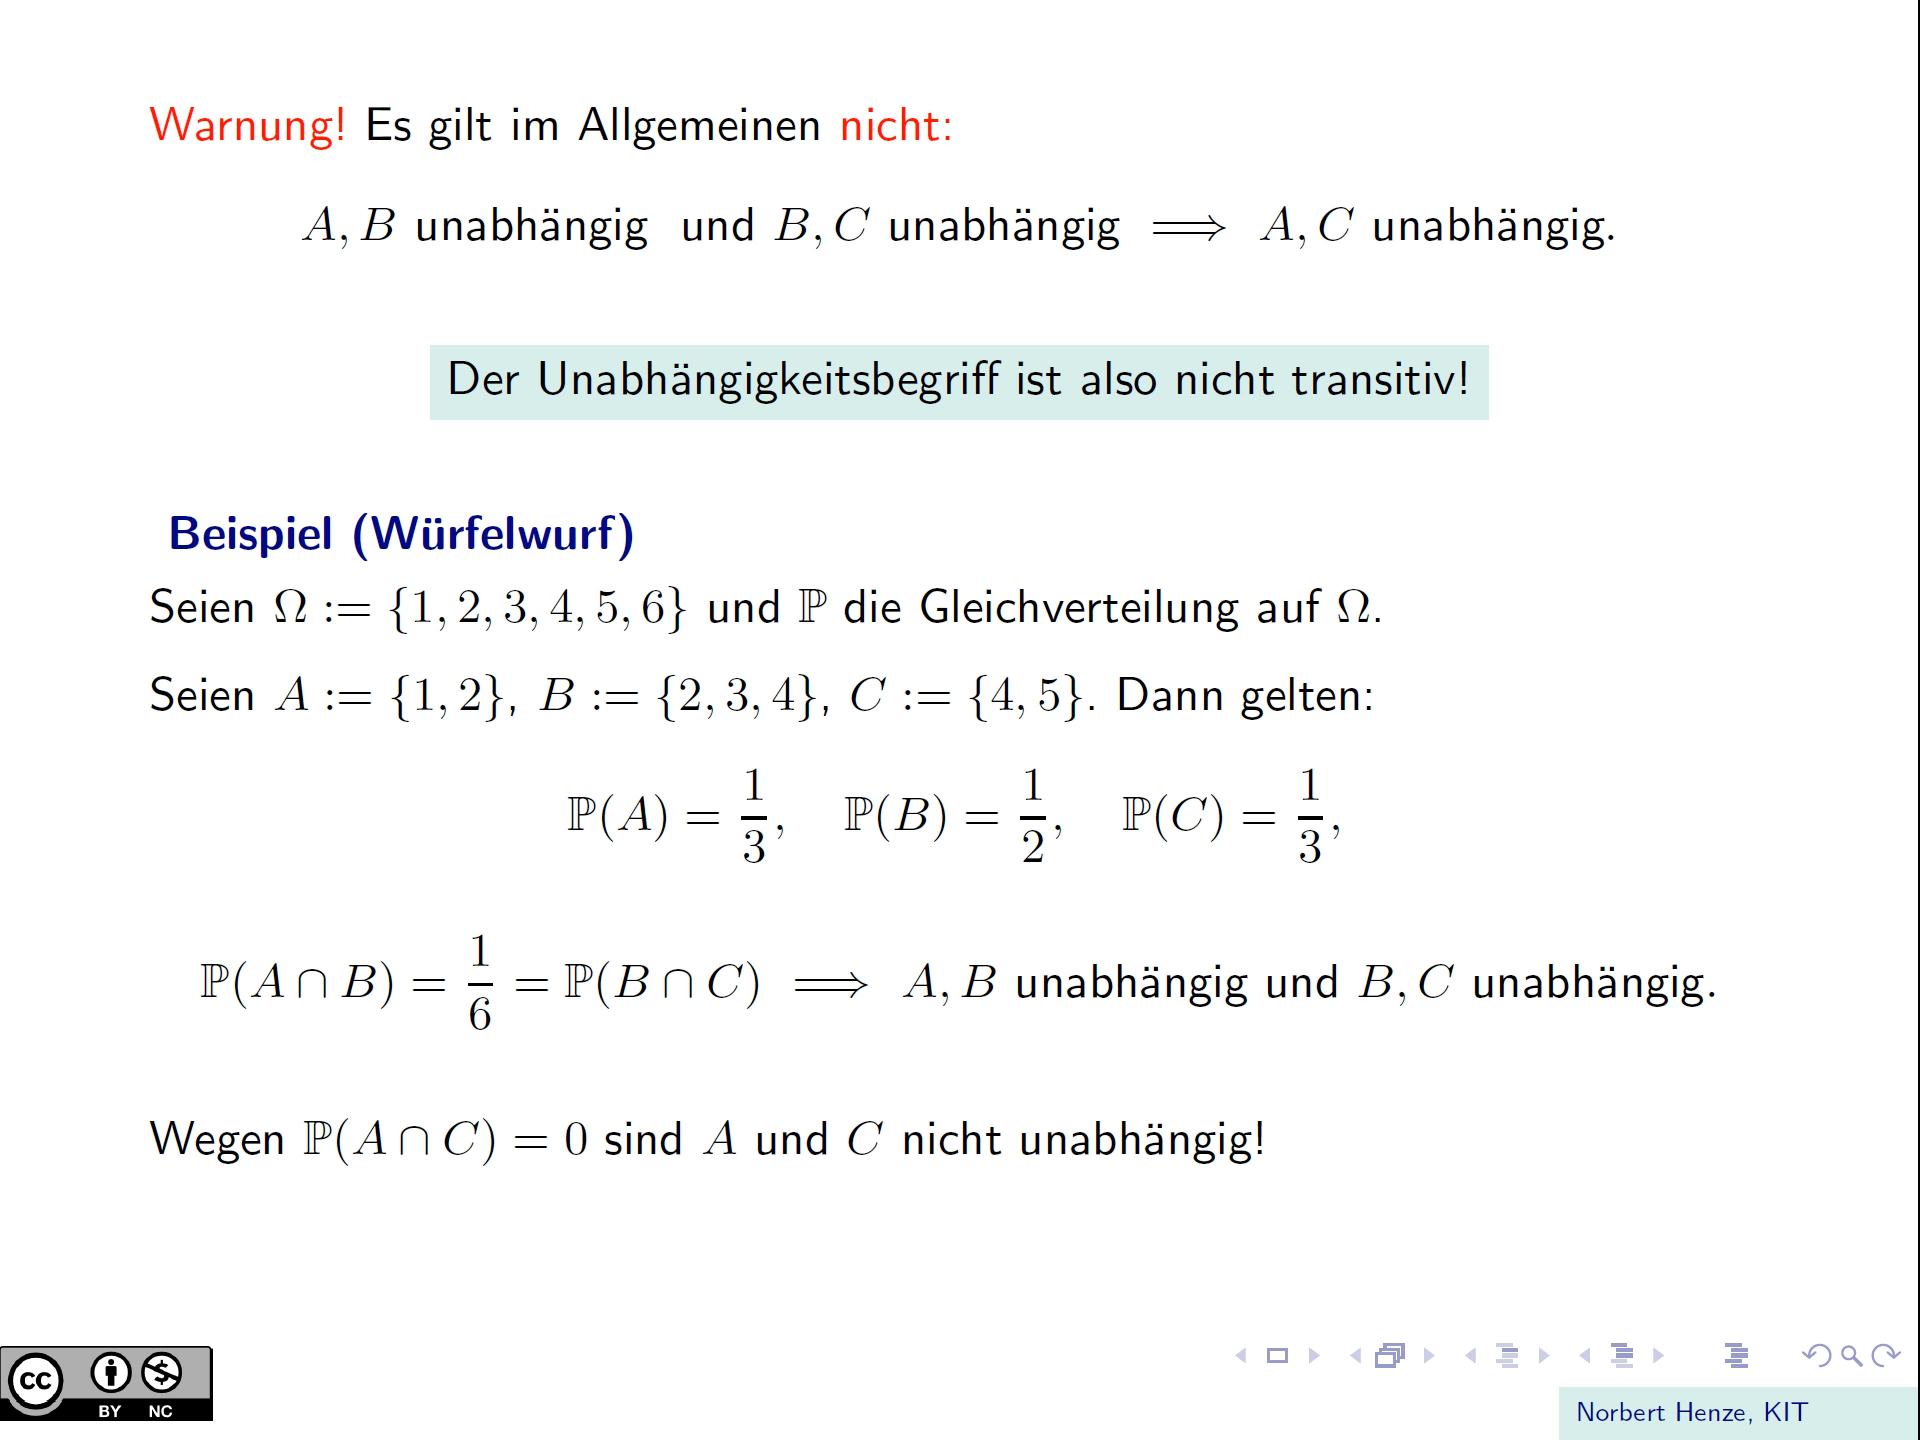 Warnung! Es gilt im Allgemeinen nicht:
A, B unabhängig und B, C unabhängig ⟹ A, C unabhängig.
Der Unabhängigkeitsbegriff ist also nicht transitiv!
Beispiel (Würfelwurf)
Seien Ω := {1, 2, 3, 4, 5, 6} und ℙ die Gleichverteilung auf Ω.
Seien A := {1, 2}, B := {2, 3, 4}, C := {4, 5}. Dann gelten:
ℙ(A) = 1/3, ℙ(B) = 1/2, ℙ(C) = 1/3,
ℙ(A ∩ B) = 1/6 = ℙ(B ∩ C) ⟹ A, B unabhängig und B, C unabhängig.
Wegen ℙ(A ∩ C) = 0 sind A und C nicht unabhängig!
cc
BY NC
Norbert Henze, KIT